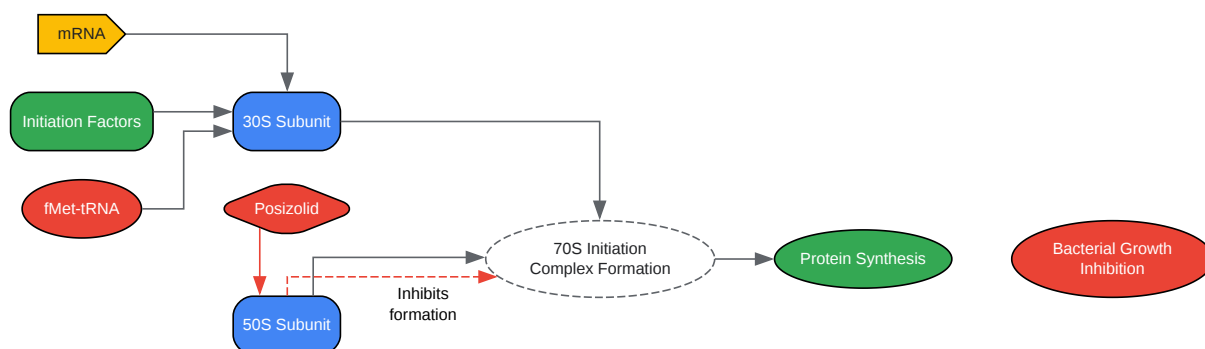 mRNA
Initiation Factors
30S Subunit
fMet-tRNA
Posizolid
70S Initiation
Complex Formation
Protein Synthesis
Bacterial Growth
Inhibition
Inhibits
formation
50S Subunit